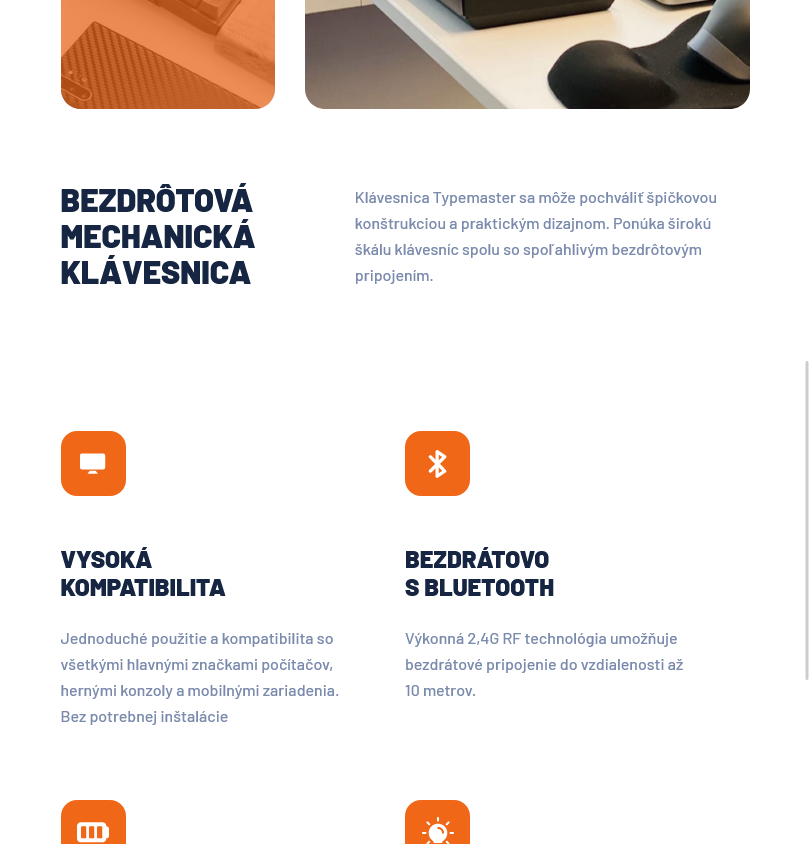 BEZDRÔTOVÁ
MECHANICKÁ
KLÁVESNICA
Klávesnica Typemaster sa môže pochváliť špičkovou
konštrukciou a praktickým dizajnom. Ponúka širokú
škálu klávesníc spolu so spoľahlivým bezdrôtovým
pripojením.
VYSOKÁ
KOMPATIBILITA
Jednoduché použitie a kompatibilita so
všetkými hlavnými značkami počítačov,
hernými konzoly a mobilnými zariadenia.
Bez potrebnej inštalácie
BEZDRÁTOVO
S BLUETOOTH
Výkonná 2,4G RF technológia umožňuje
bezdrátové pripojenie do vzdialenosti až
10 metrov.